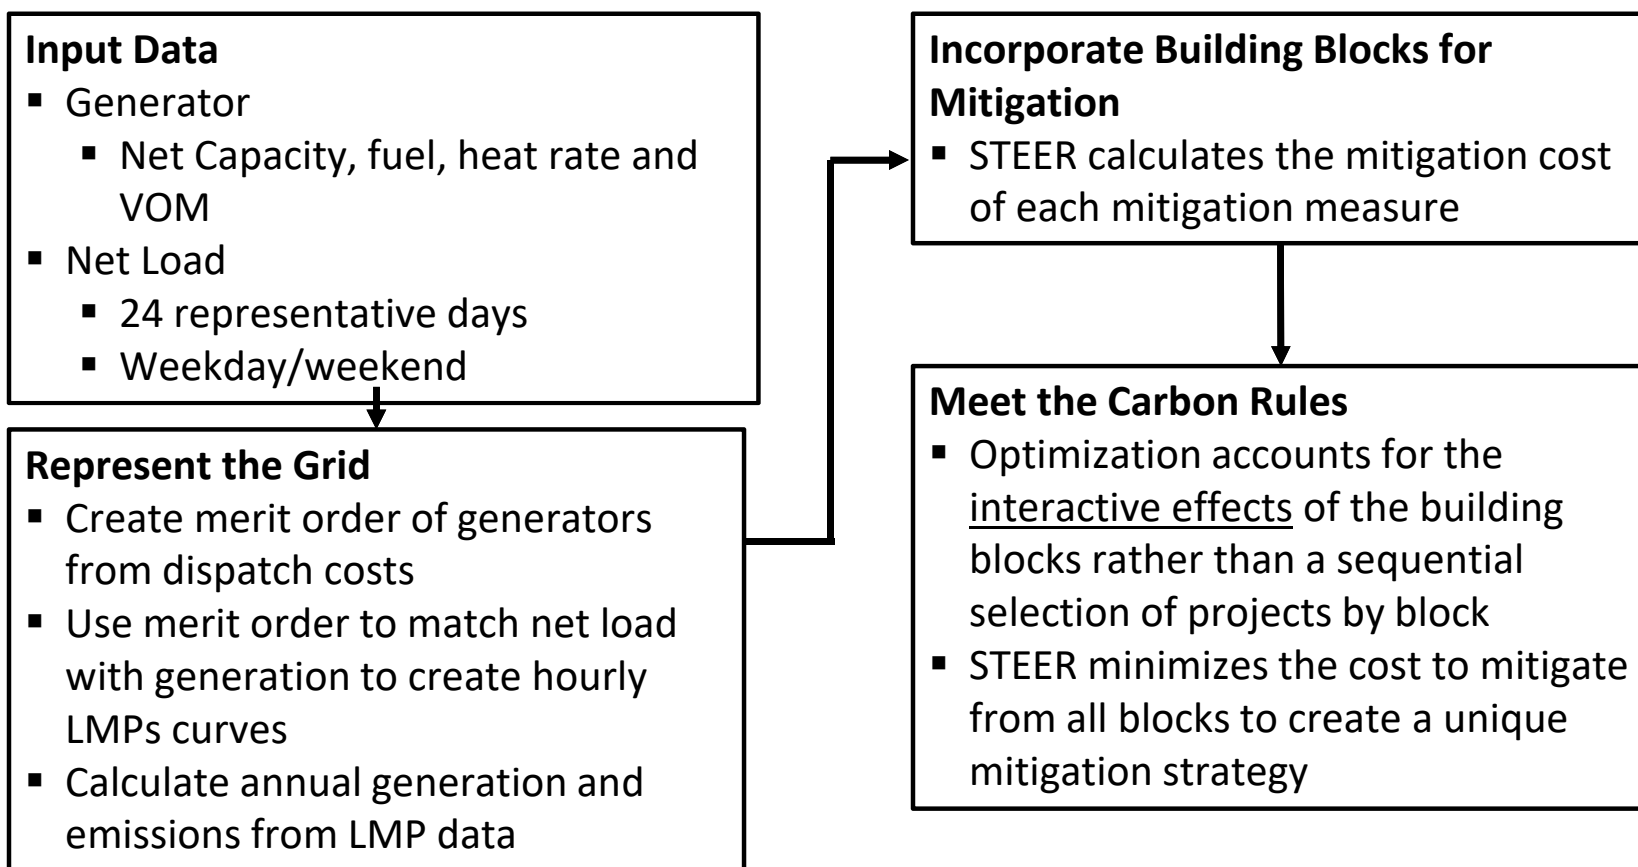 Input Data
▪ Generator
▪ Net Capacity, fuel, heat rate and
VOM
▪ Net Load
▪ 24 representative days
▪ Weekday/weekend
Represent the Grid
▪ Create merit order of generators
from dispatch costs
▪ Use merit order to match net load
with generation to create hourly
LMPs curves
▪ Calculate annual generation and
emissions from LMP data
Incorporate Building Blocks for
Mitigation
▪ STEER calculates the mitigation cost
of each mitigation measure
Meet the Carbon Rules
▪ Optimization accounts for the
interactive effects of the building
blocks rather than a sequential
selection of projects by block
▪ STEER minimizes the cost to mitigate
from all blocks to create a unique
mitigation strategy